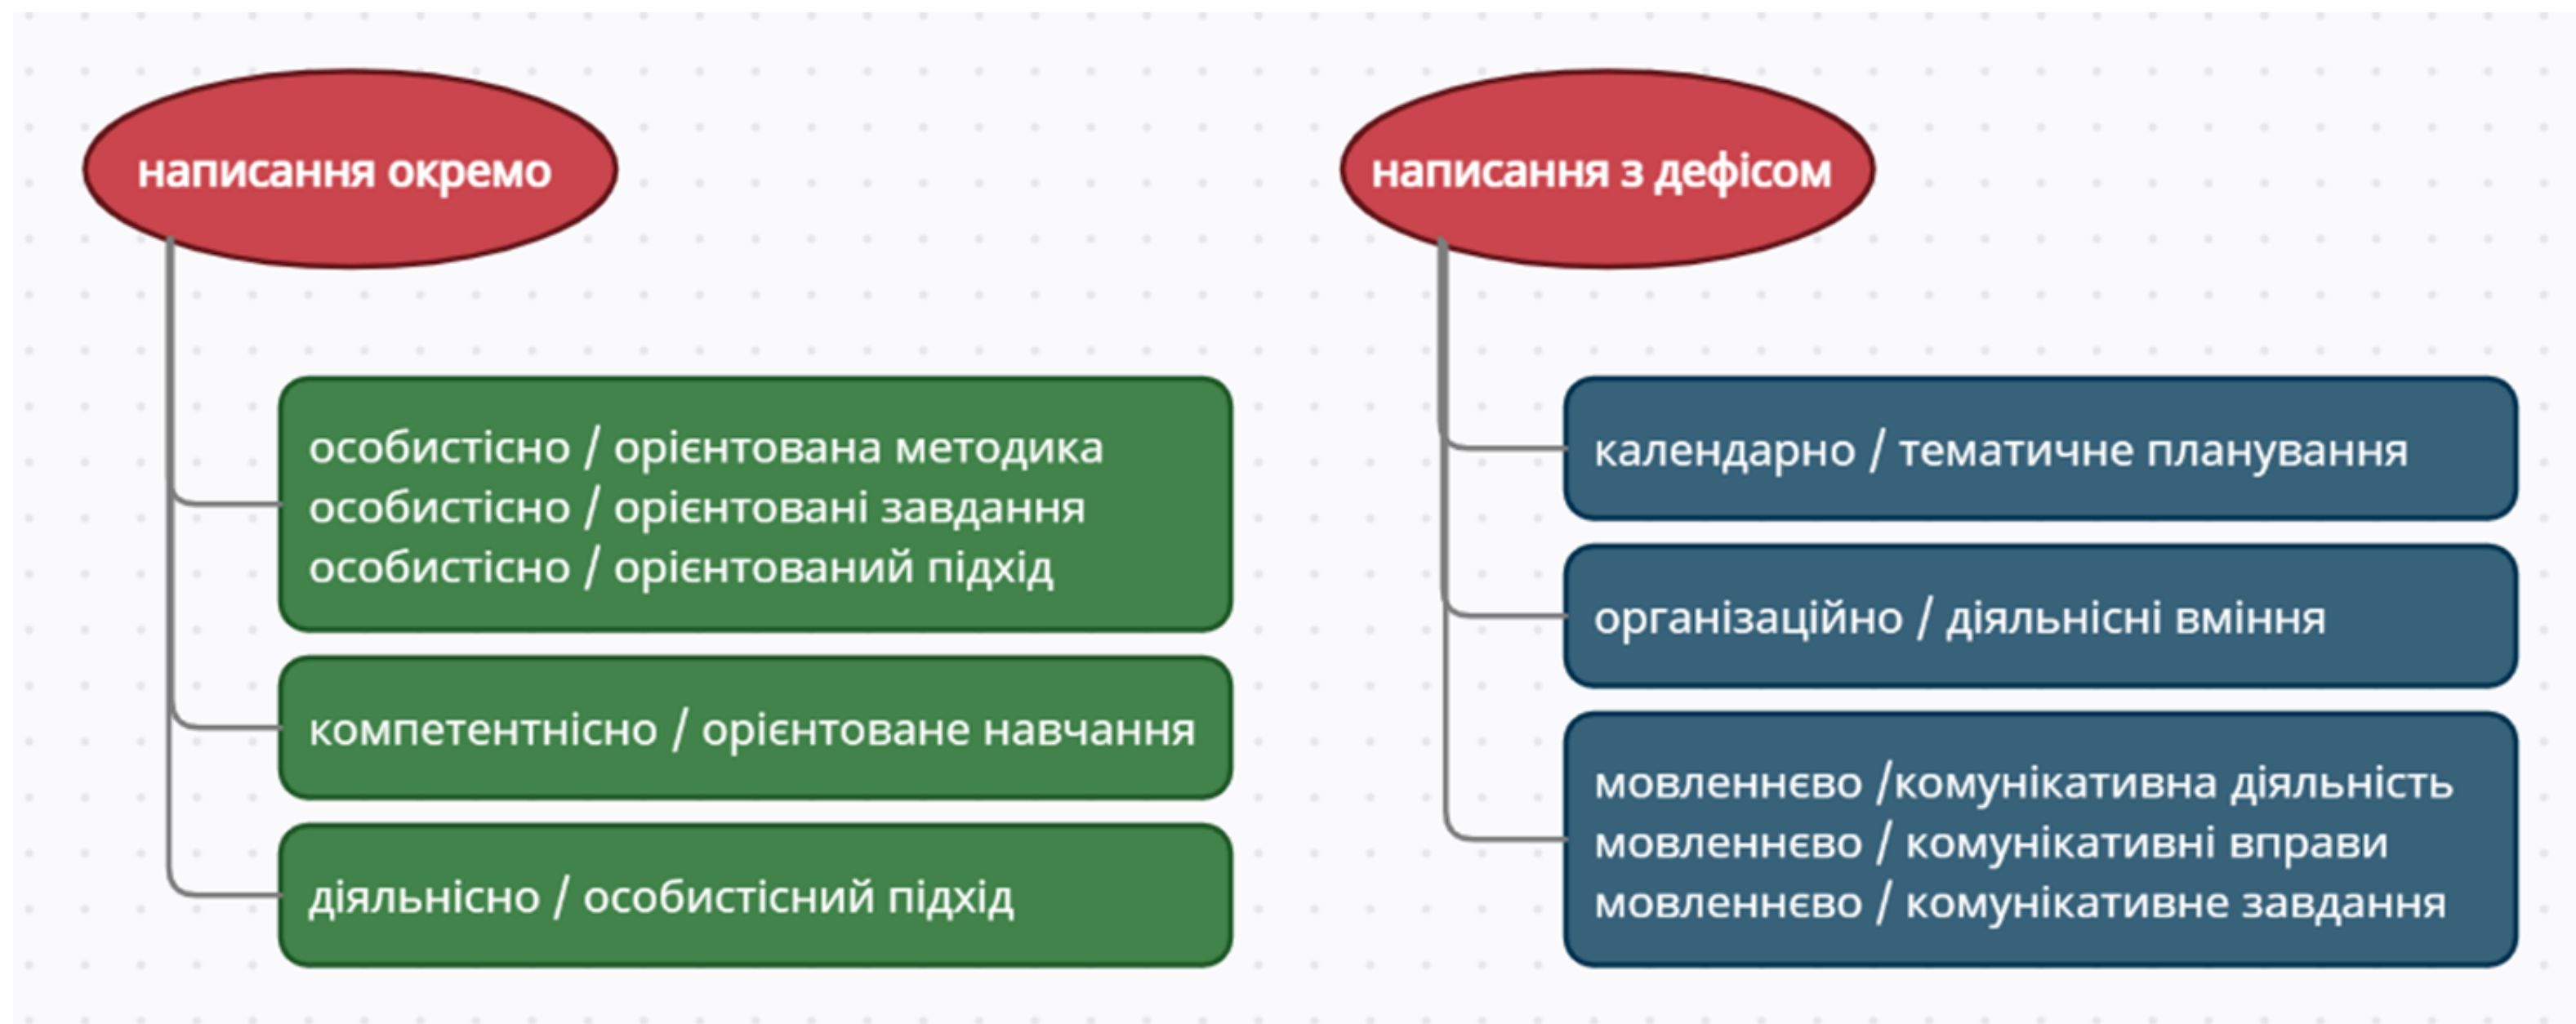 написання окремо
особистісно / орієнтована методика
особистісно / орієнтовані завдання
особистісно / орієнтований підхід
компетентнісно / орієнтоване навчання
діяльнісно / особистісний підхід
написання з дефісом
календарно / тематичне планування
організаційно / діяльнісні вміння
мовленнєво /комунікативна діяльність
мовленнєво / комунікативні вправи
мовленнєво / комунікативне завдання